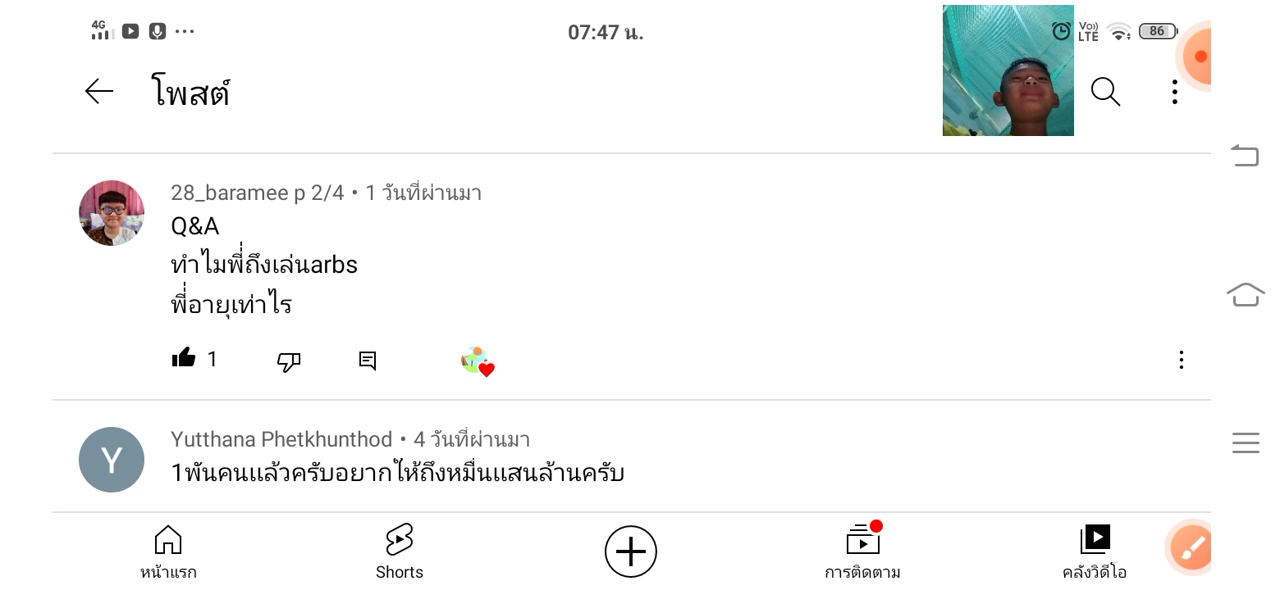 4G 07:47 น. Vo)) LTE 86
โพสต์
28_baramee p 2/4 • 1 วันที่ผ่านมา
Q&A
ทำไมพี่ถึงเล่นarbs
พี่อายุเท่าไร
1
Y
Yutthana Phetkhunthod • 4 วันที่ผ่านมา
1พันคนแล้วครับอยากให้ถึงหมื่นแสนล้านครับ
หน้าแรก Shorts การติดตาม คลังวิดีโอ